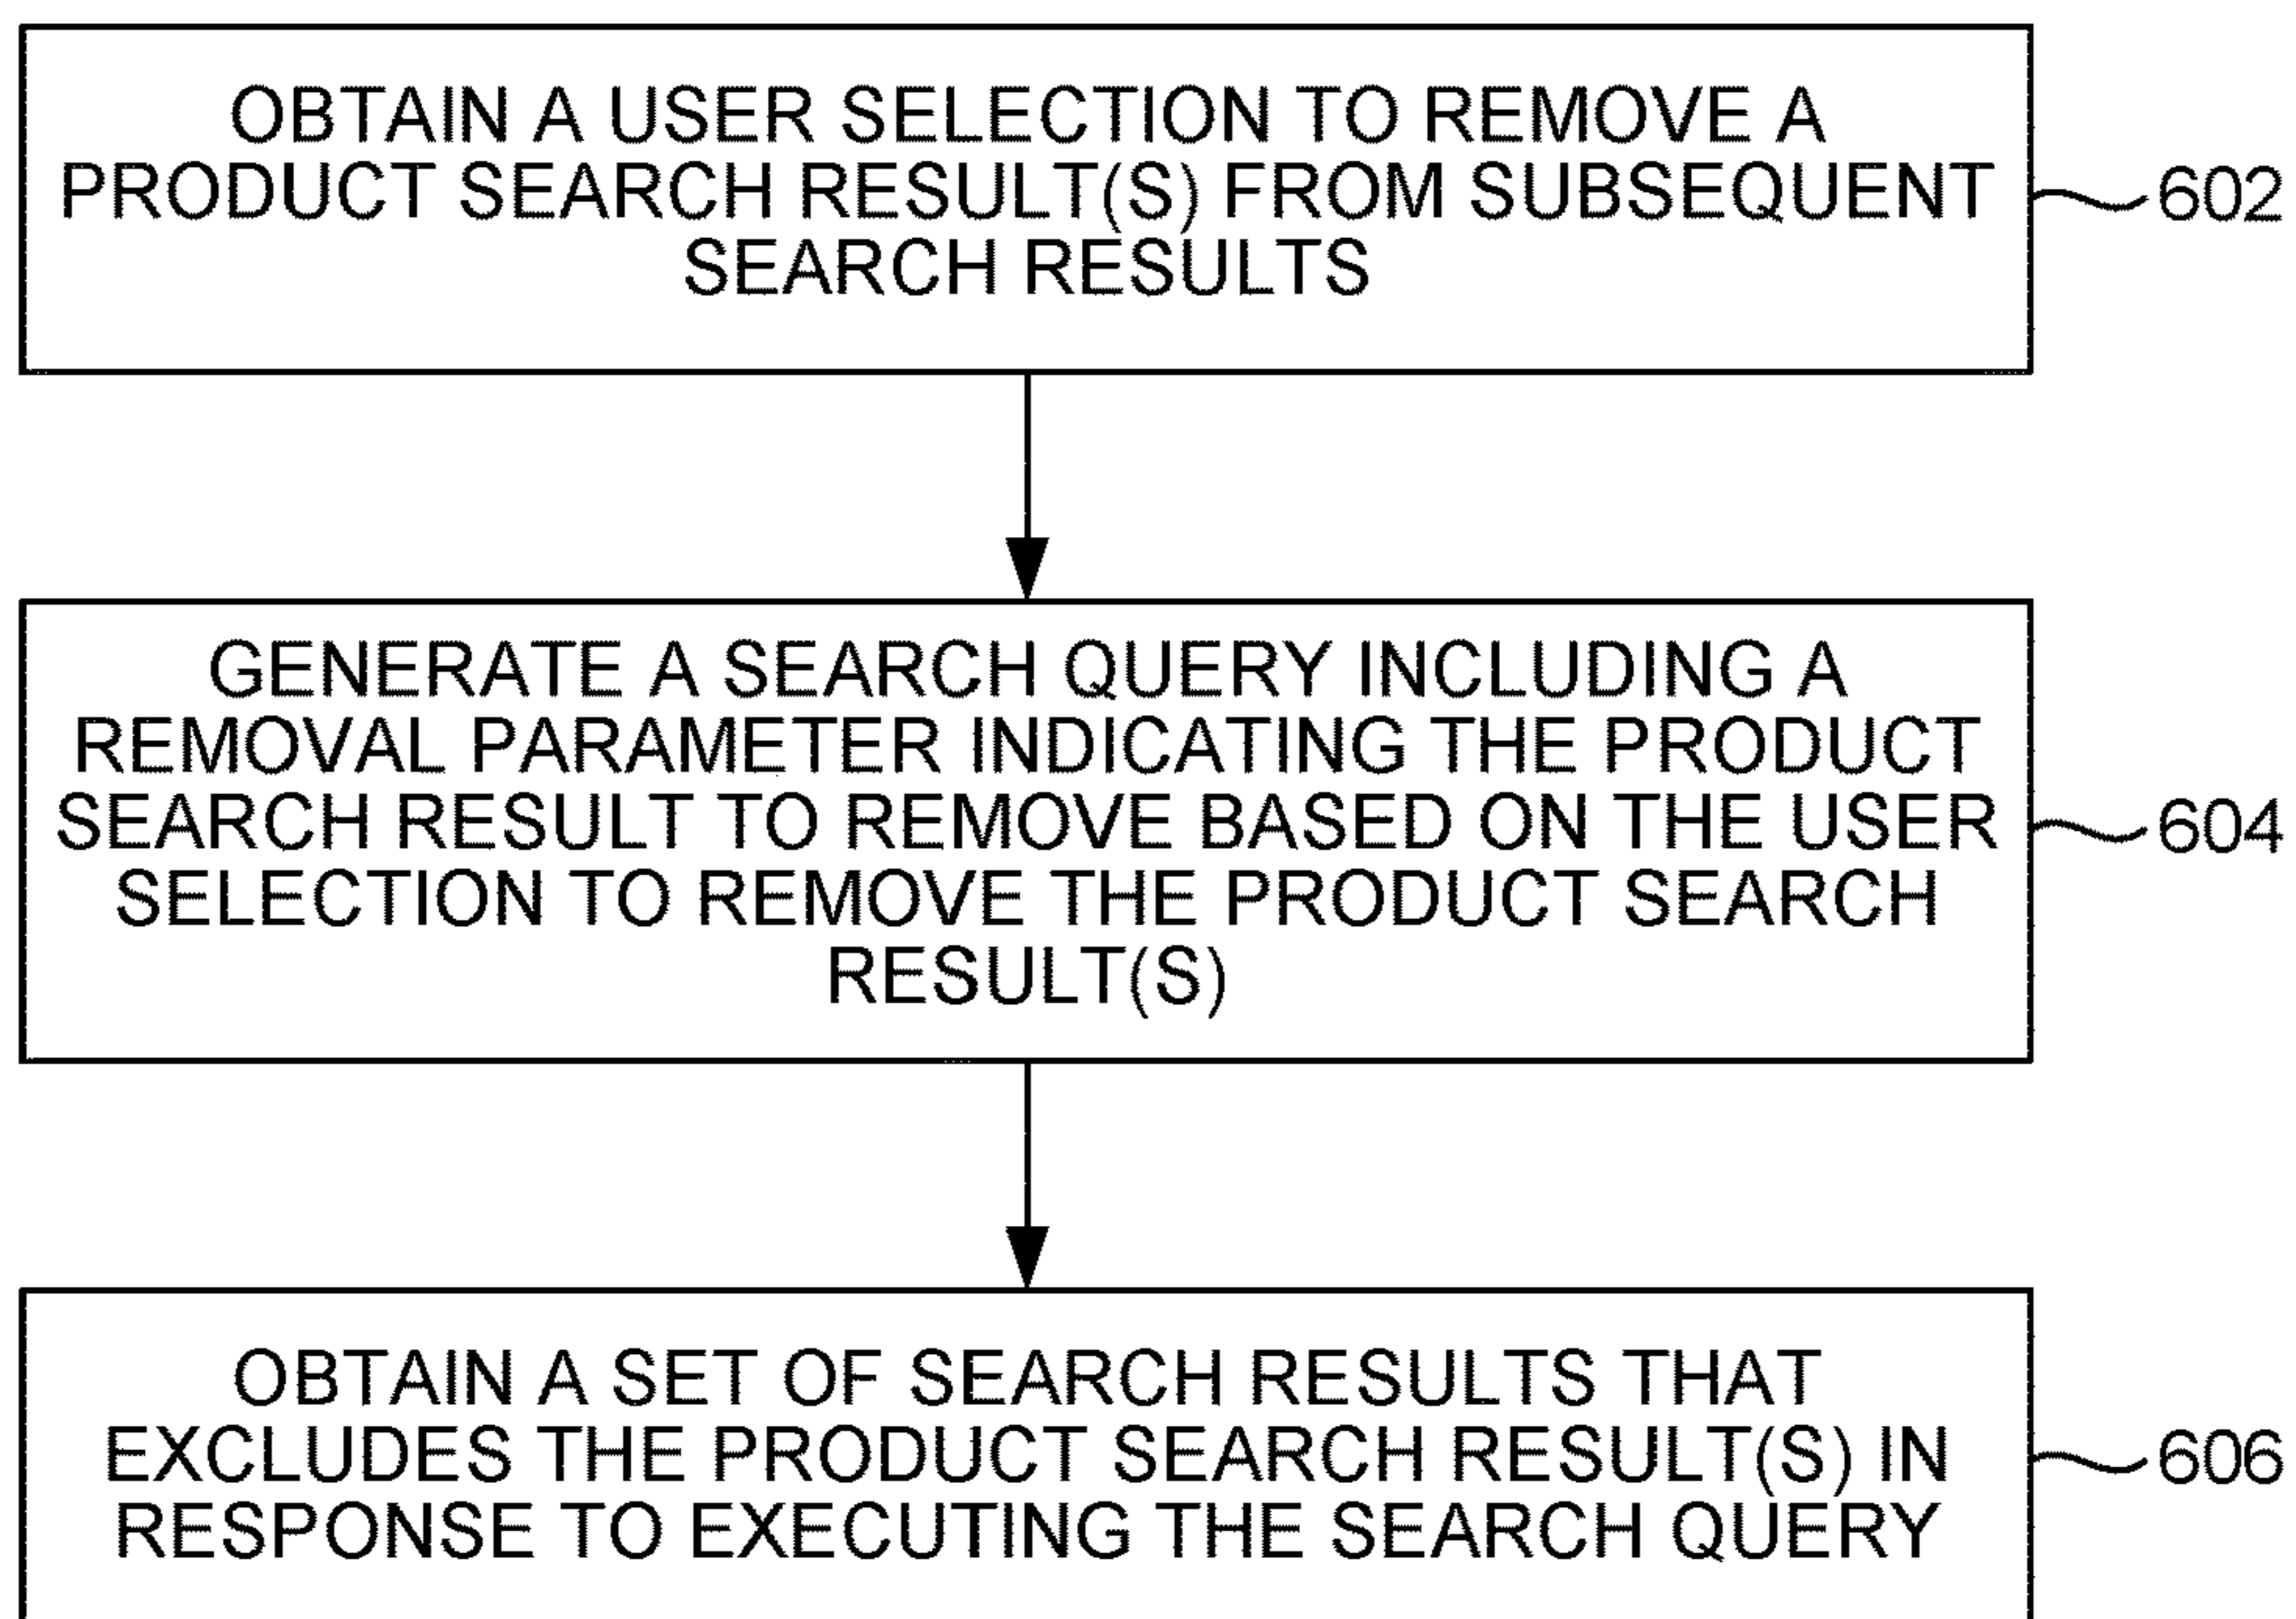 OBTAIN A USER SELECTION TO REMOVE A
PRODUCT SEARCH RESULT(S) FROM SUBSEQUENT
SEARCH RESULTS
602
GENERATE A SEARCH QUERY INCLUDING A
REMOVAL PARAMETER INDICATING THE PRODUCT
SEARCH RESULT TO REMOVE BASED ON THE USER
SELECTION TO REMOVE THE PRODUCT SEARCH
RESULT(S)
604
OBTAIN A SET OF SEARCH RESULTS THAT
EXCLUDES THE PRODUCT SEARCH RESULT(S) IN
RESPONSE TO EXECUTING THE SEARCH QUERY
606